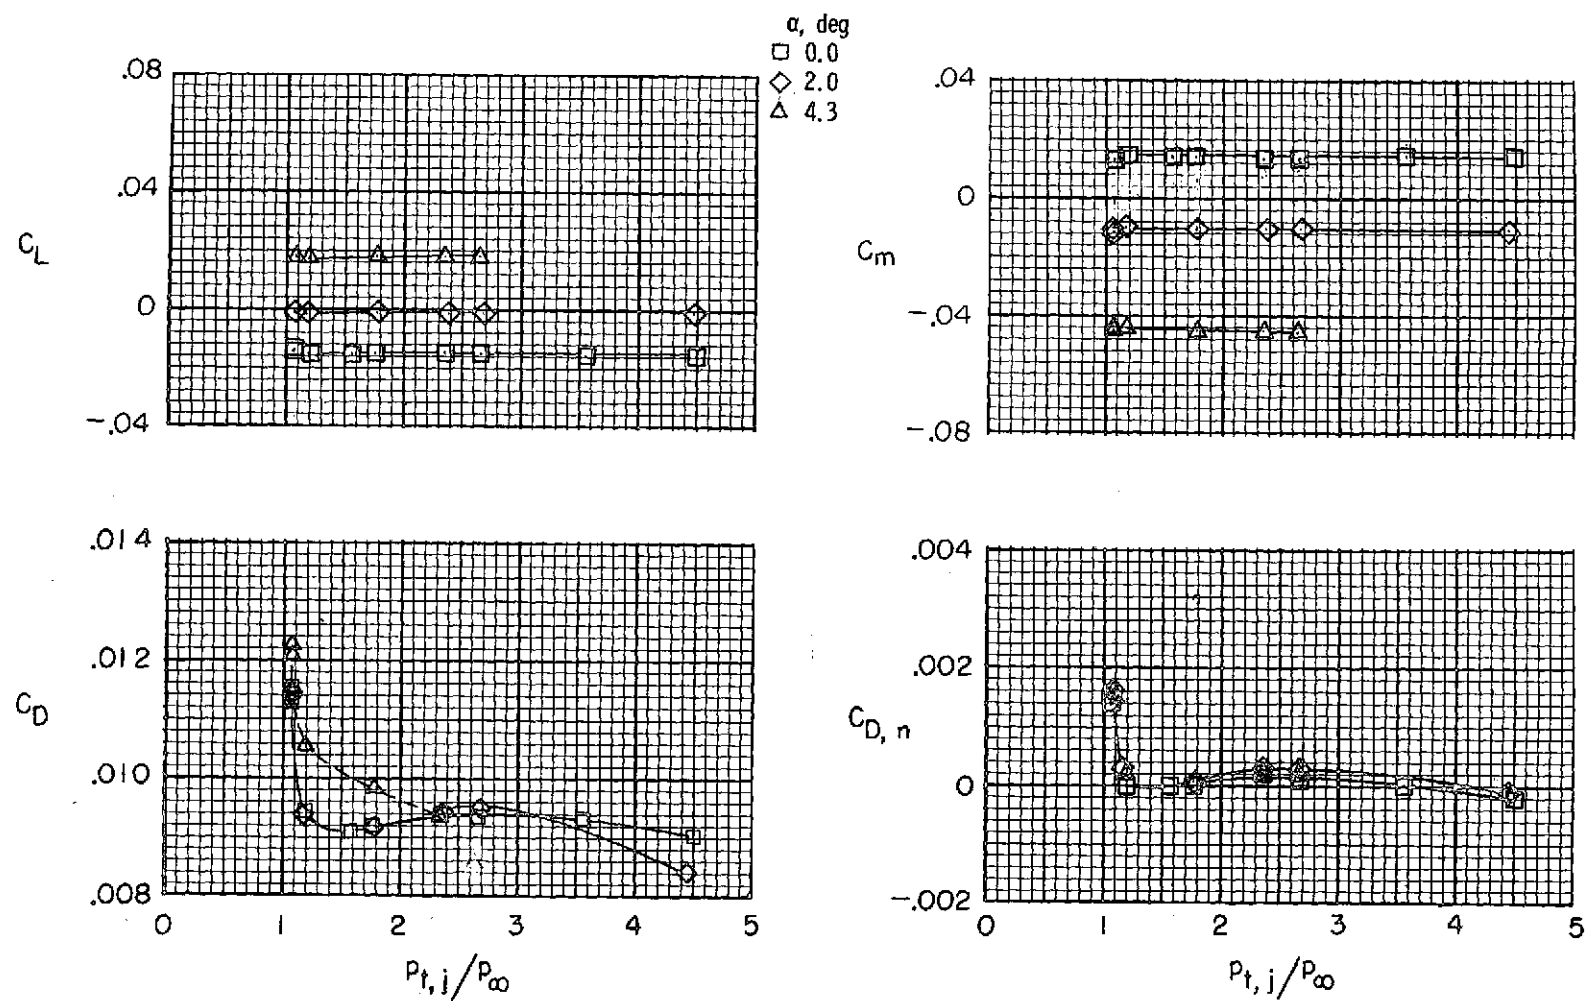 α, deg
0.0
2.0
4.3
.08
.04
0
-.04
C_L
.04
0
-.04
-.08
C_m
.014
.012
.010
.008
C_D
0 1 2 3 4 5
p_t,j/p_∞
.004
.002
0
-.002
C_D,n
0 1 2 3 4 5
p_t,j/p_∞